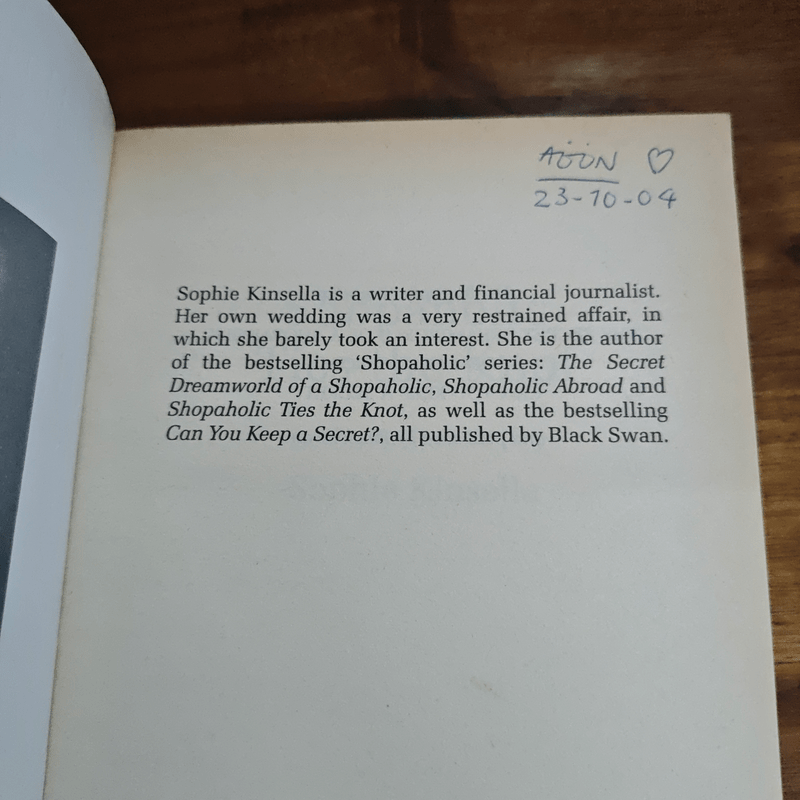 23-10-04
Sophie Kinsella is a writer and financial journalist.
Her own wedding was a very restrained affair, in
which she barely took an interest. She is the author
of the bestselling ‘Shopaholic’ series: The Secret
Dreamworld of a Shopaholic, Shopaholic Abroad and
Shopaholic Ties the Knot, as well as the bestselling
Can You Keep a Secret?, all published by Black Swan.